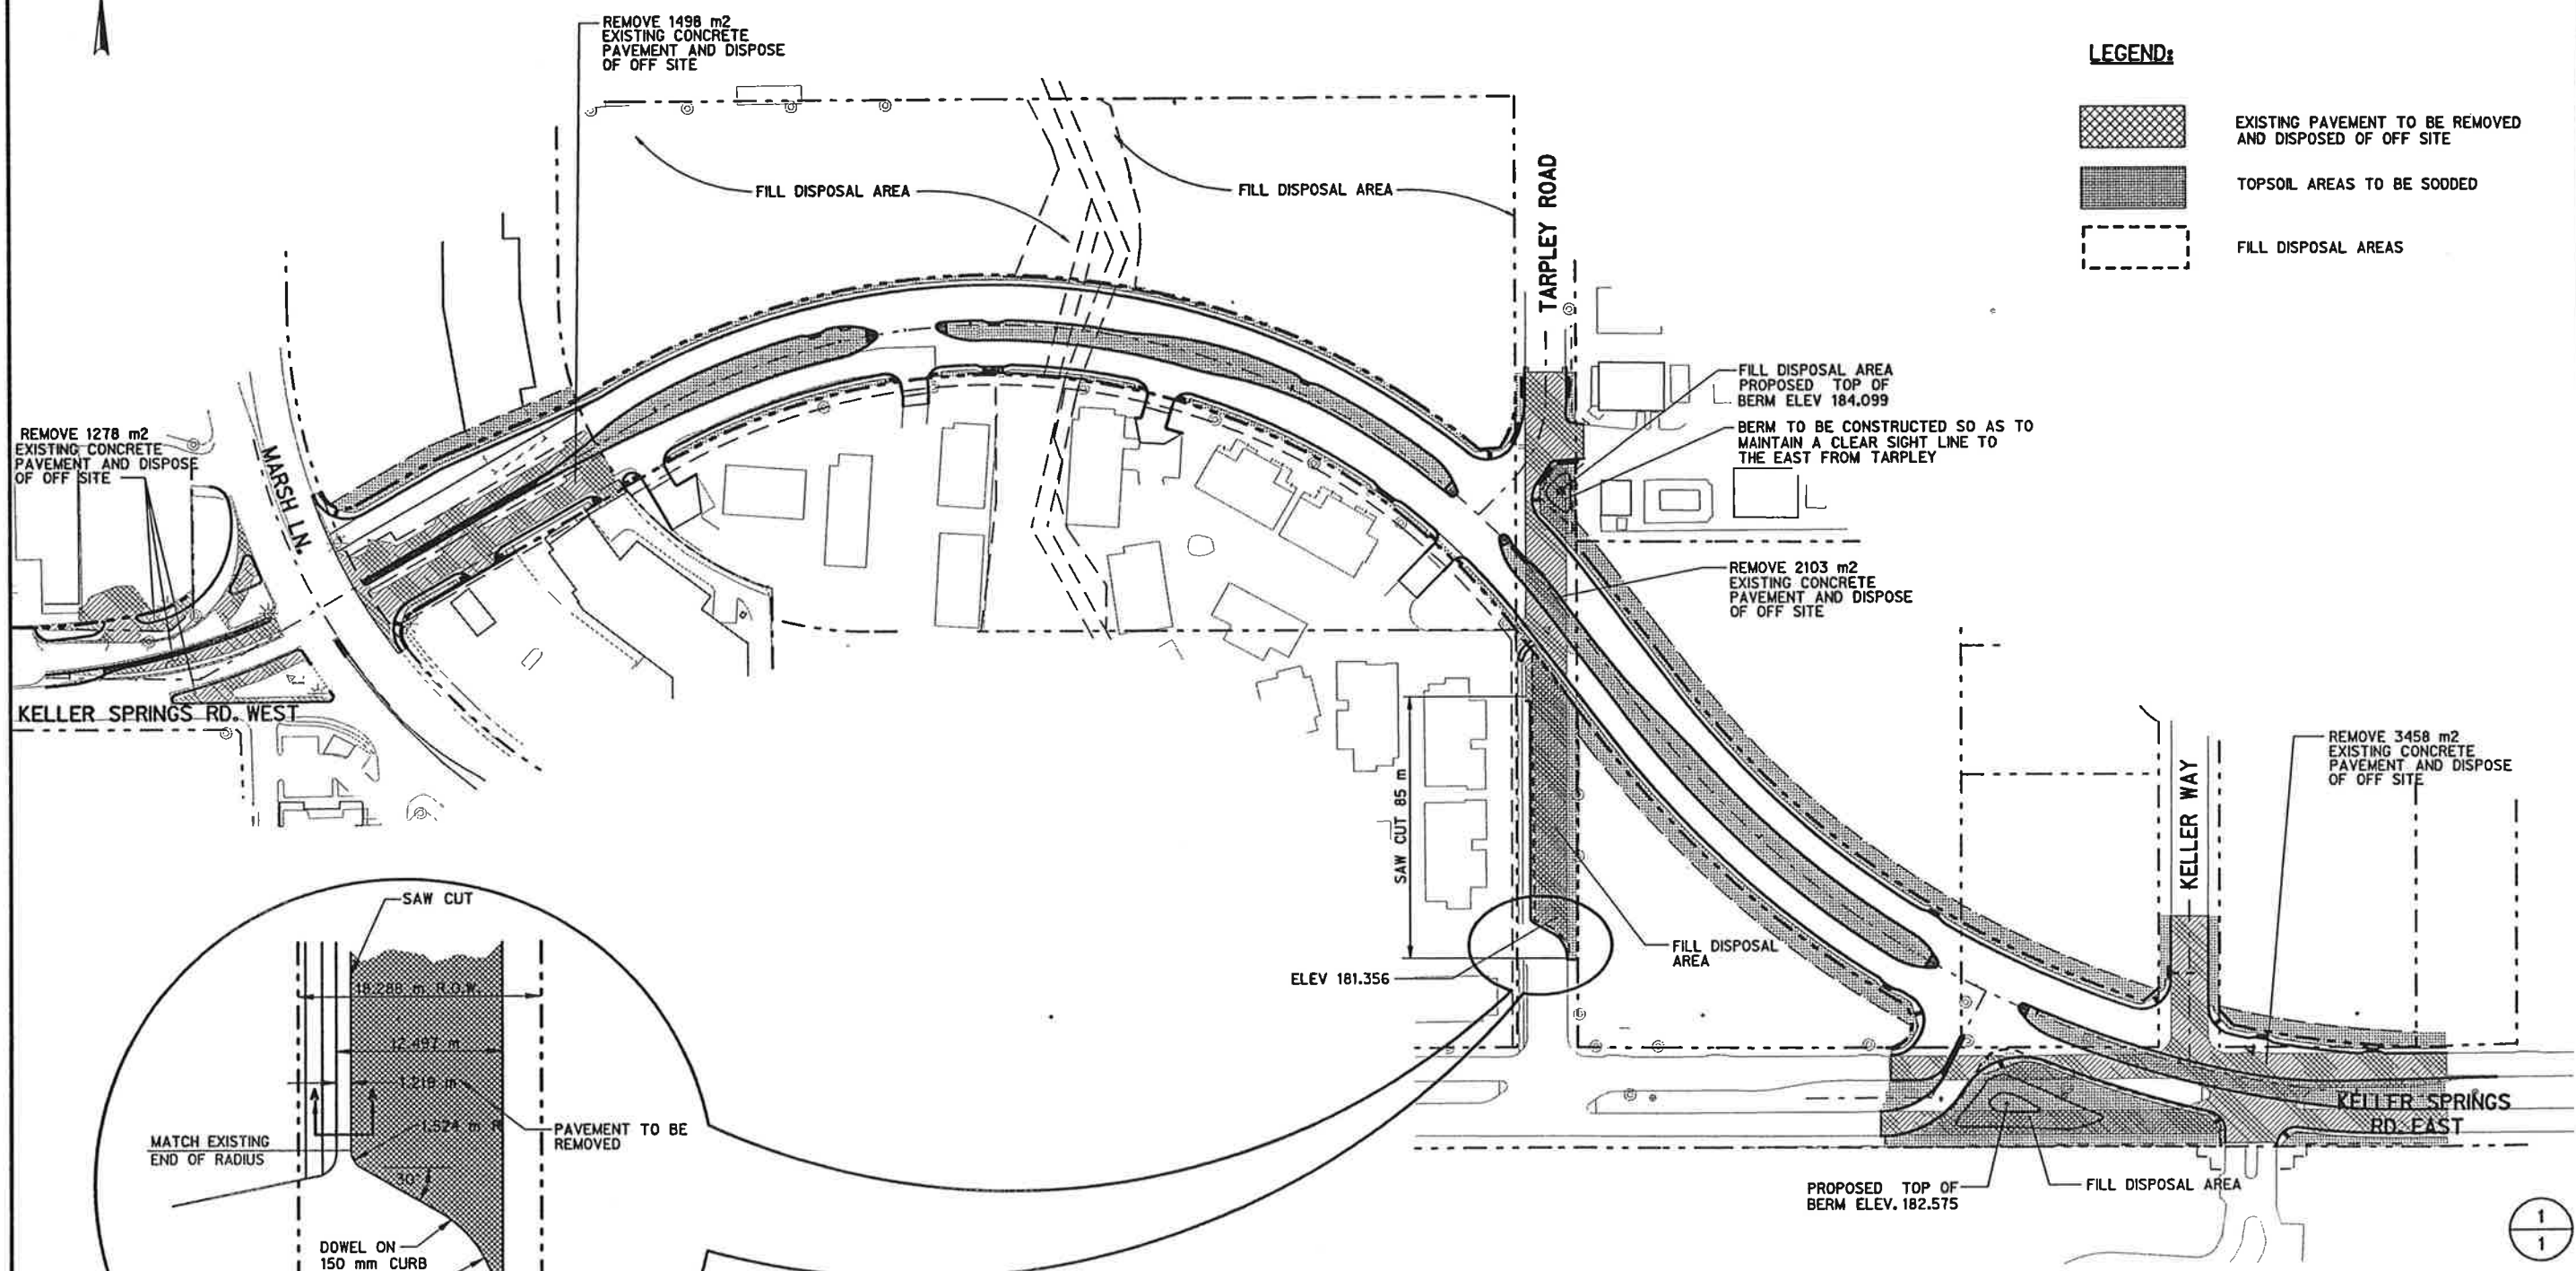 REMOVE 1498 m2
EXISTING CONCRETE
PAVEMENT AND DISPOSE
OF OFF SITE
LEGEND:
EXISTING PAVEMENT TO BE REMOVED
AND DISPOSED OF OFF SITE
TOPSOIL AREAS TO BE SODDED
FILL DISPOSAL AREAS
FILL DISPOSAL AREA
FILL DISPOSAL AREA
TARPLEY ROAD
FILL DISPOSAL AREA
PROPOSED TOP OF
BERM ELEV 184.099
BERM TO BE CONSTRUCTED SO AS TO
MAINTAIN A CLEAR SIGHT LINE TO
THE EAST FROM TARPLEY
REMOVE 1278 m2
EXISTING CONCRETE
PAVEMENT AND DISPOSE
OF OFF SITE
MARSH LN.
REMOVE 2103 m2
EXISTING CONCRETE
PAVEMENT AND DISPOSE
OF OFF SITE
KELLER SPRINGS RD. WEST
SAW CUT 85 m
KELLER WAY
REMOVE 3458 m2
EXISTING CONCRETE
PAVEMENT AND DISPOSE
OF OFF SITE
SAW CUT
FILL DISPOSAL
AREA
ELEV 181.356
18.288 m R.O.W.
12.497 m
1.219 m
A A
1.524 m R
PAVEMENT TO BE
REMOVED
MATCH EXISTING
END OF RADIUS
30°
DOWEL ON
150 mm CURB
KELLER SPRINGS
RD. EAST
PROPOSED TOP OF
BERM ELEV. 182.575
FILL DISPOSAL AREA
1
1